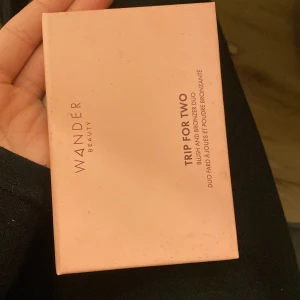 WANDER
BEAUTY
TRIP FOR TWO
BLUSH AND BRONZER DUO
DUO FARD À JOUES ET POUDRE BRONZANTE